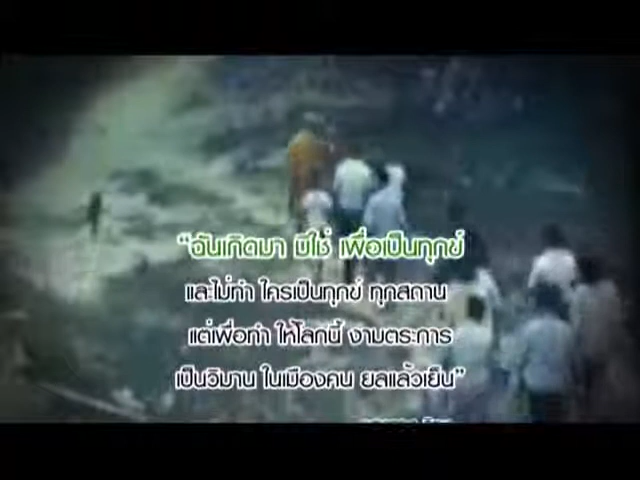 “ฉันเกิดมา มิใช่ เพื่อเป็นทุกข์
และไม่ทำ ใครเป็นทุกข์ ทุกสถาน
แต่เพื่อทำ ให้โลกนี้ งามตระการ
เป็นวิมาน ในเมืองคน ยลแล้วเย็น”